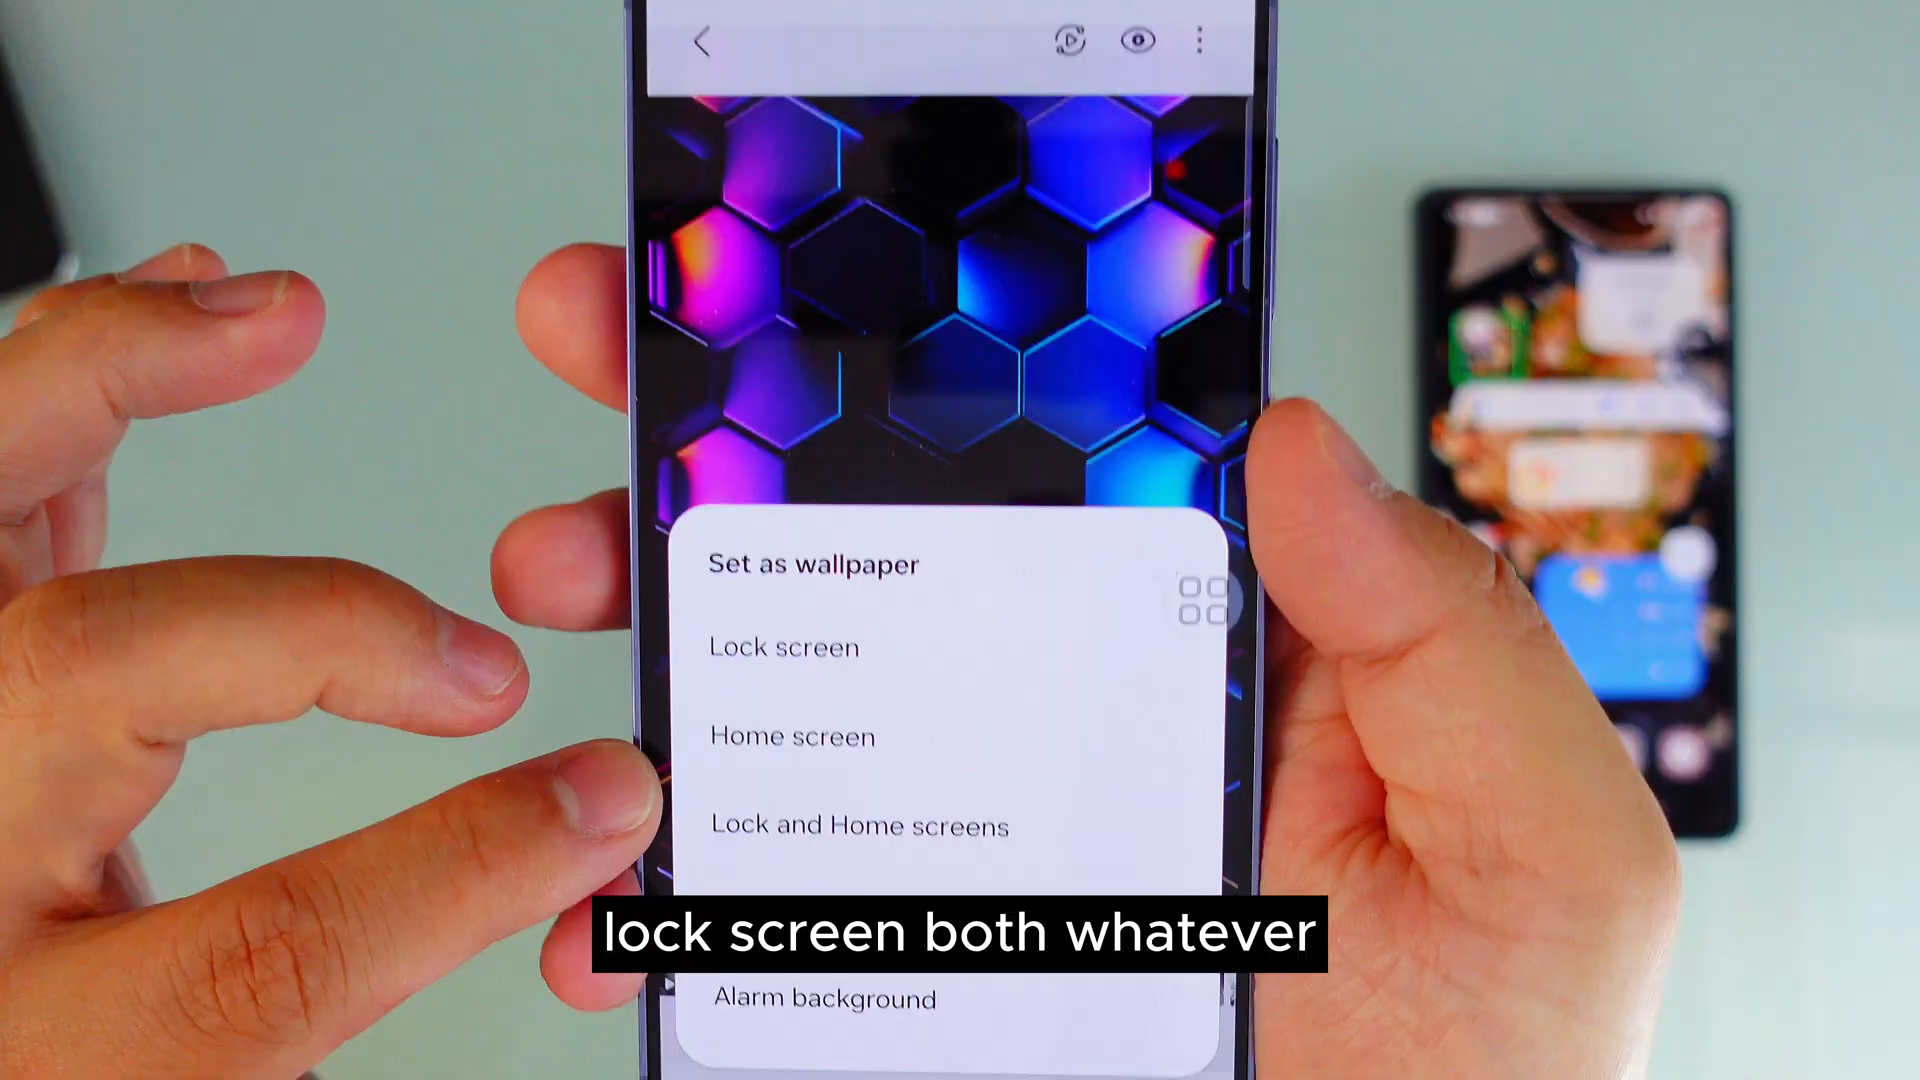 Set as wallpaper
Lock screen
Home screen
Lock and Home screens
lock screen both whatever
Alarm background